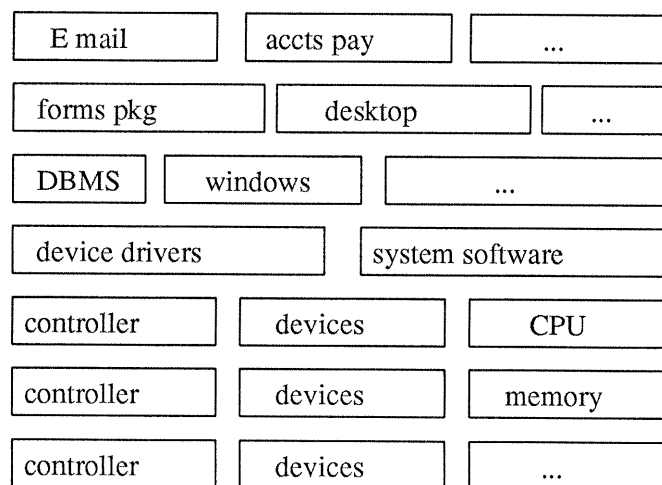 E mail accts pay ...
forms pkg desktop ...
DBMS windows ...
device drivers system software
controller devices CPU
controller devices memory
controller devices ...